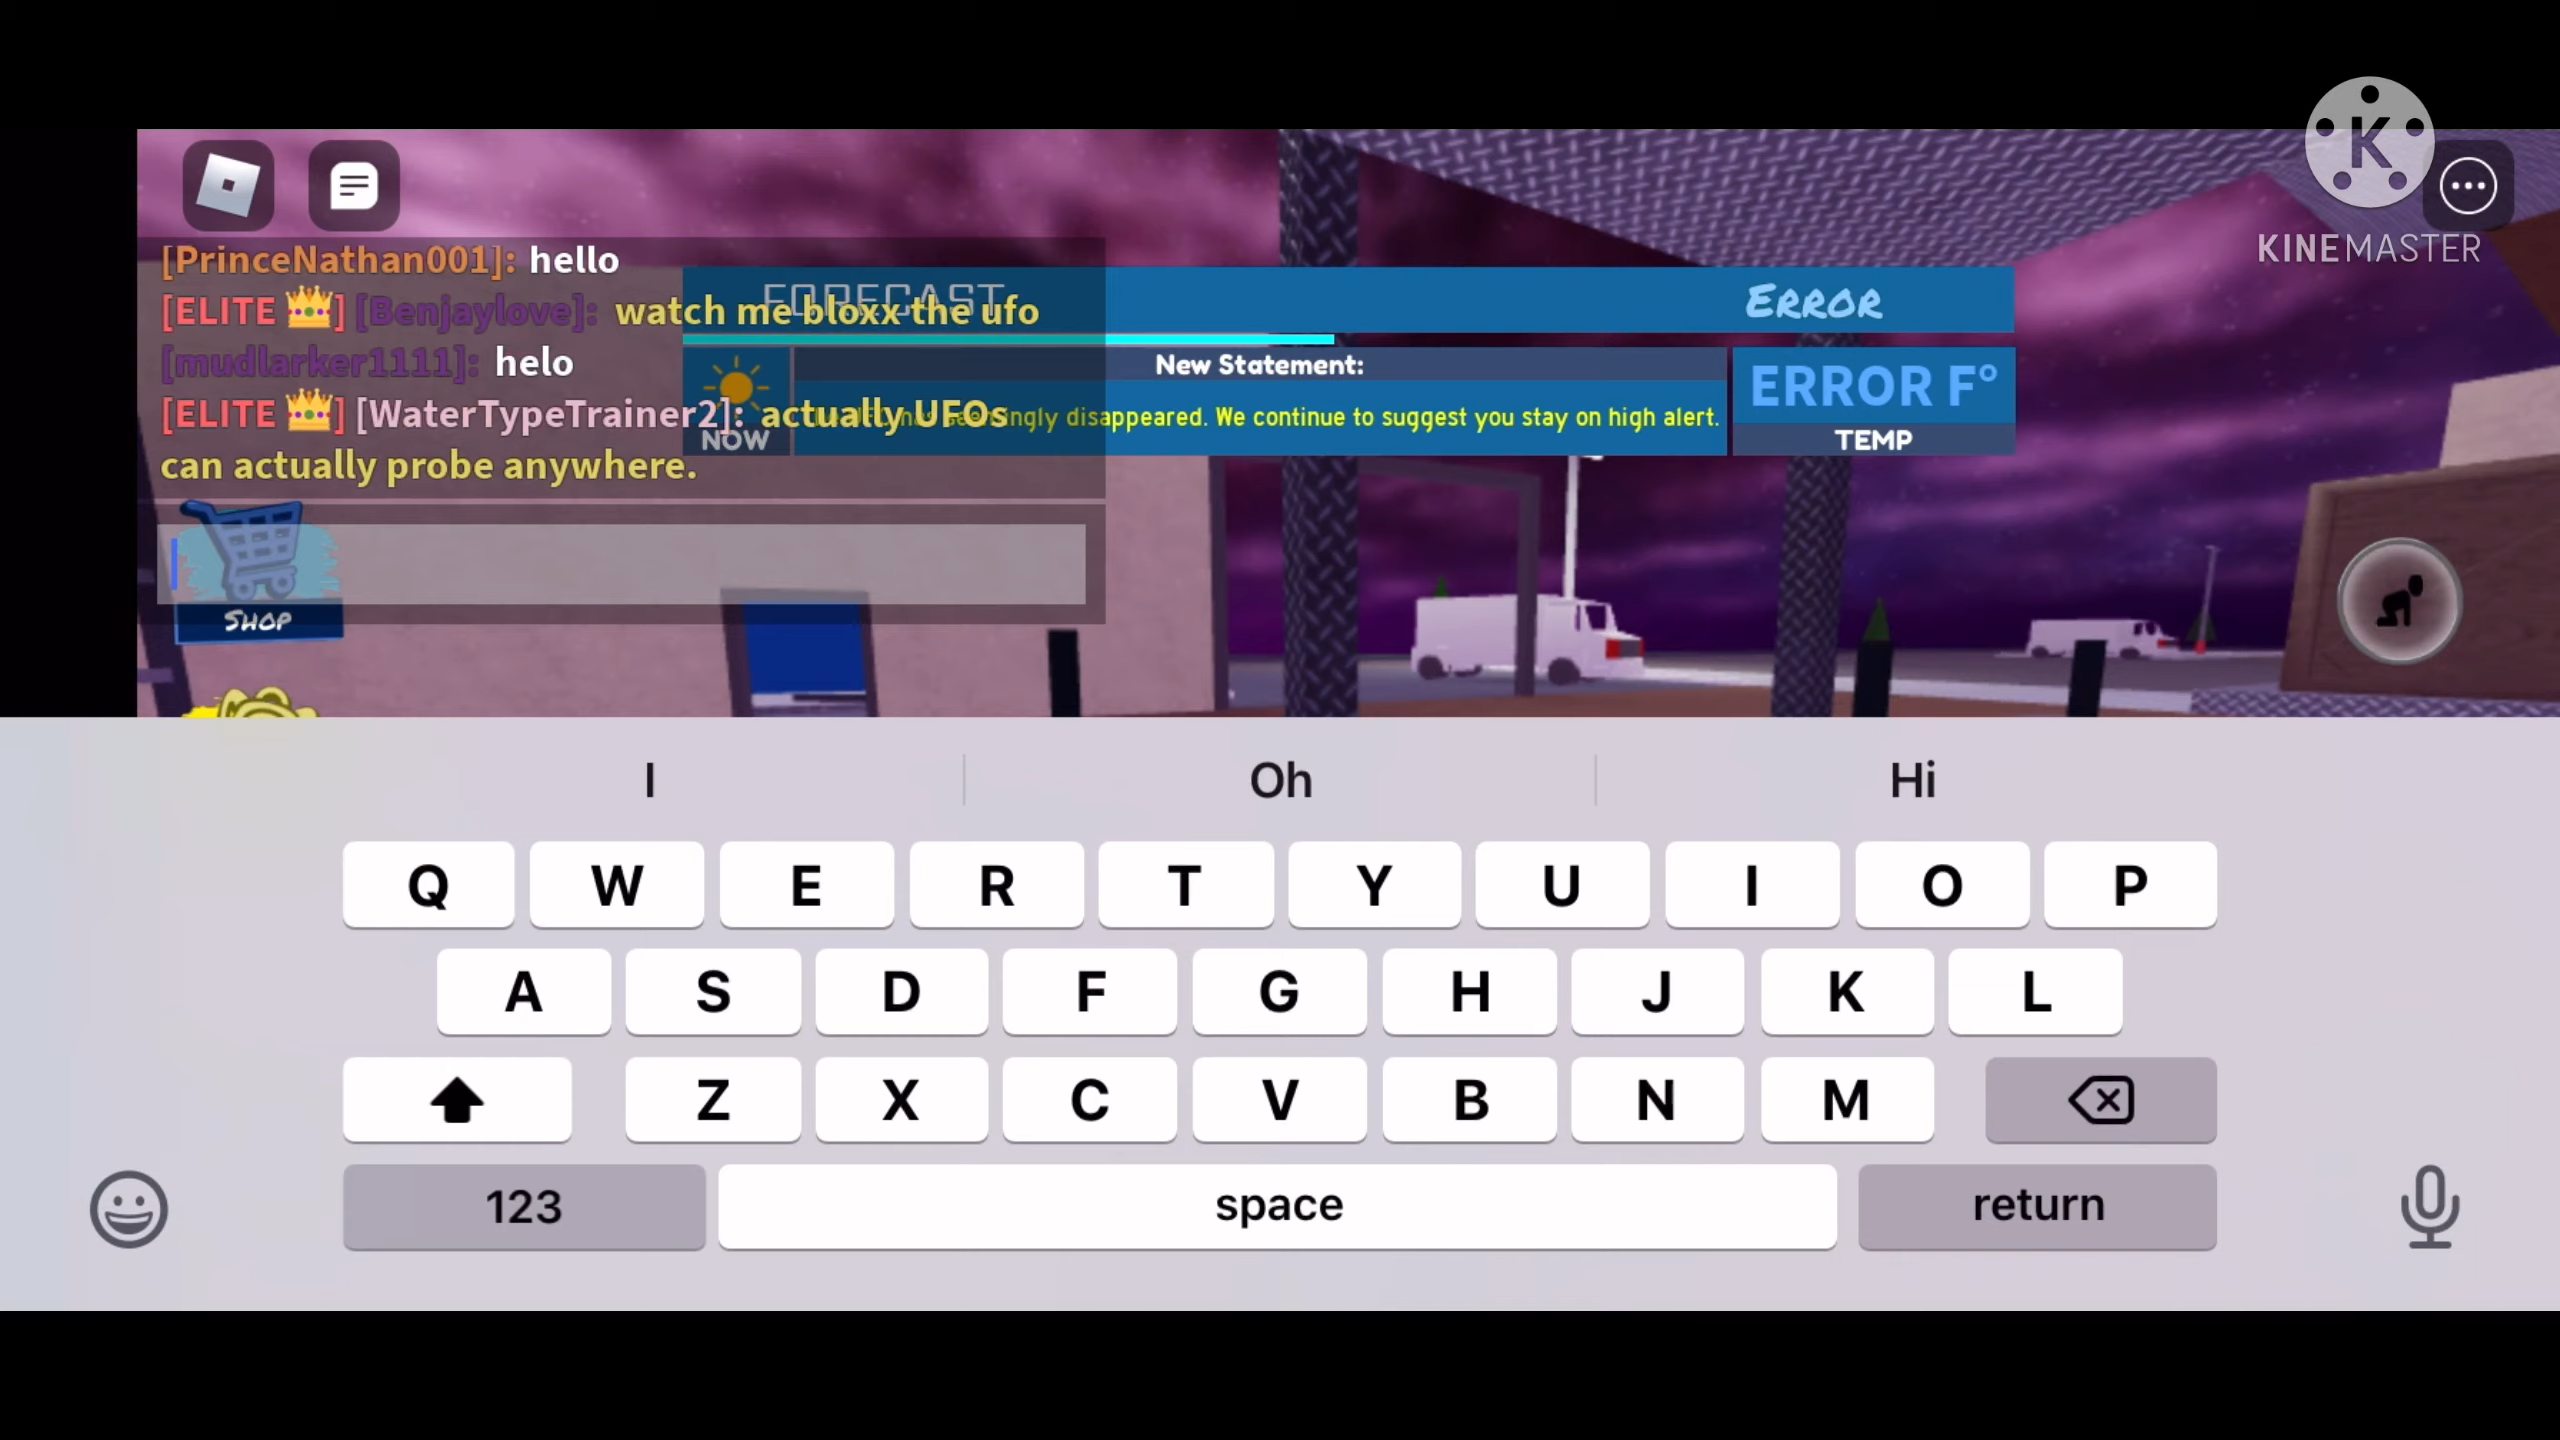 K
KINEMASTER
[PrinceNathan001]: hello
FORECAST
ERROR
[ELITE 👑] [Benjaylove]: watch me bloxx the ufo
New Statement:
[mudlarker1111]: helo
ERROR F°
[ELITE 👑] [WaterTypeTrainer2]: actually UFOs
disappeared. We continue to suggest you stay on high alert.
NOW
TEMP
can actually probe anywhere.
SHOP
I Oh Hi
Q W E R T Y U I O P
A S D F G H J K L
Z X C V B N M
123 space return